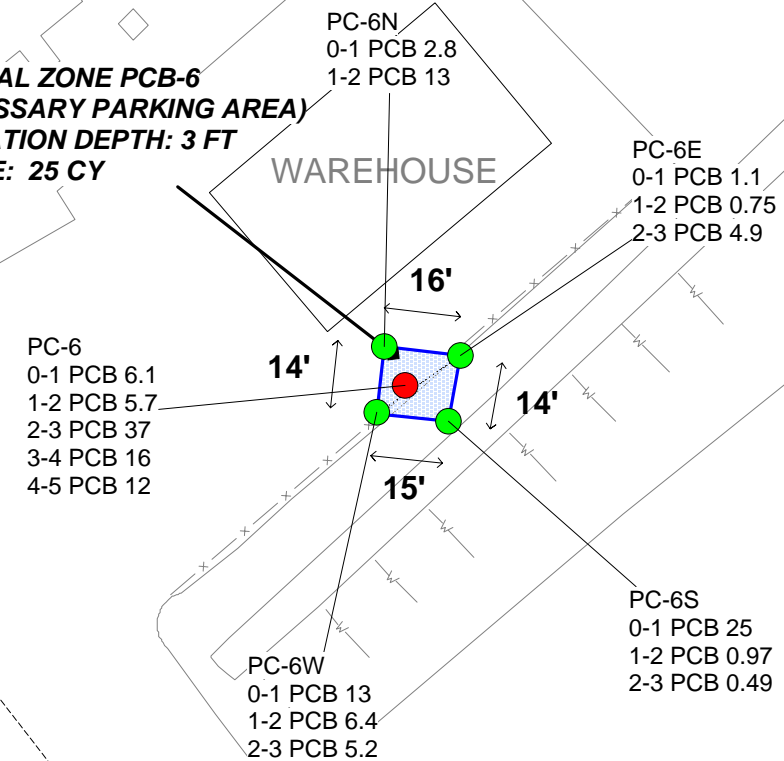 PC-6N
0-1 PCB 2.8
1-2 PCB 13
ZONE PCB-6
PARKING AREA)
DEPTH: 3 FT
25 CY
WAREHOUSE
PC-6E
0-1 PCB 1.1
1-2 PCB 0.75
2-3 PCB 4.9
16'
14'
14'
15'
PC-6
0-1 PCB 6.1
1-2 PCB 5.7
2-3 PCB 37
3-4 PCB 16
4-5 PCB 12
PC-6S
0-1 PCB 25
1-2 PCB 0.97
2-3 PCB 0.49
PC-6W
0-1 PCB 13
1-2 PCB 6.4
2-3 PCB 5.2